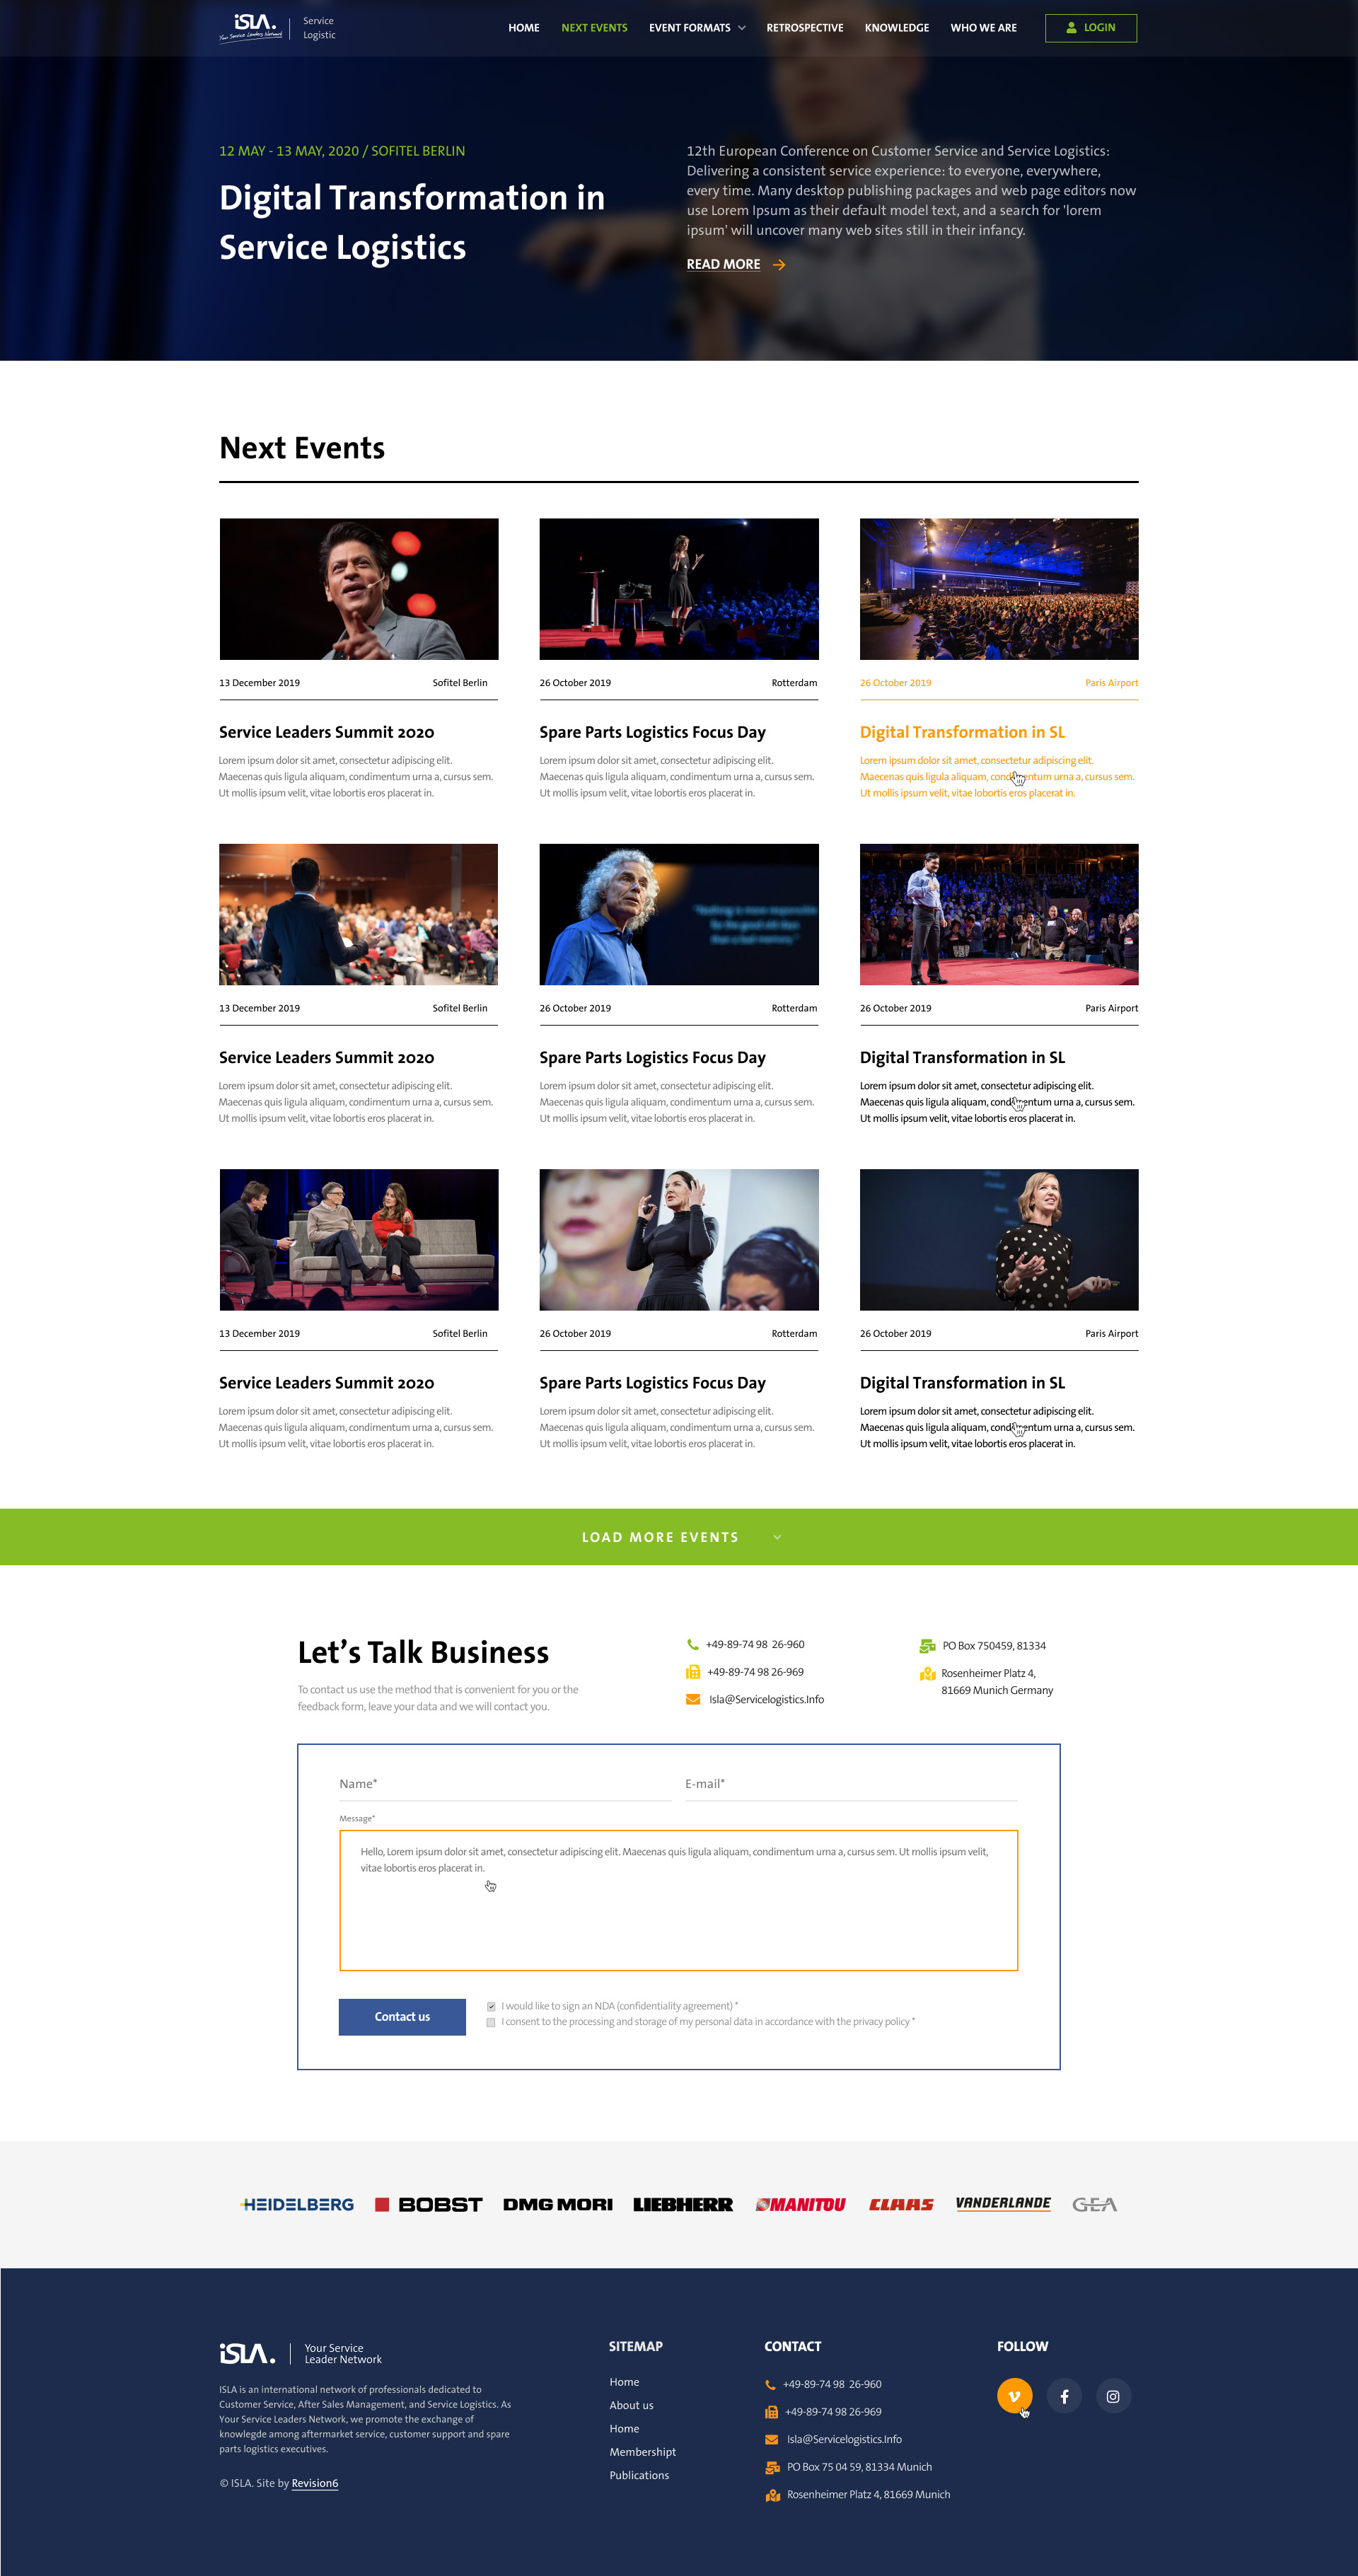 iSLA.
Your Service Leaders Network
Service
Logistic
HOME
NEXT EVENTS
EVENT FORMATS
RETROSPECTIVE
KNOWLEDGE
WHO WE ARE
LOGIN
12 MAY - 13 MAY, 2020 / SOFITEL BERLIN
Digital Transformation in
Service Logistics
12th European Conference on Customer Service and Service Logistics:
Delivering a consistent service experience: to everyone, everywhere,
every time. Many desktop publishing packages and web page editors now
use Lorem Ipsum as their default model text, and a search for 'lorem
ipsum' will uncover many web sites still in their infancy.
READ MORE
Next Events
13 December 2019
Sofitel Berlin
Service Leaders Summit 2020
Lorem ipsum dolor sit amet, consectetur adipiscing elit.
Maecenas quis ligula aliquam, condimentum urna a, cursus sem.
Ut mollis ipsum velit, vitae lobortis eros placerat in.
26 October 2019
Rotterdam
Spare Parts Logistics Focus Day
Lorem ipsum dolor sit amet, consectetur adipiscing elit.
Maecenas quis ligula aliquam, condimentum urna a, cursus sem.
Ut mollis ipsum velit, vitae lobortis eros placerat in.
26 October 2019
Paris Airport
Digital Transformation in SL
Lorem ipsum dolor sit amet, consectetur adipiscing elit.
Maecenas quis ligula aliquam, condimentum urna a, cursus sem.
Ut mollis ipsum velit, vitae lobortis eros placerat in.
13 December 2019
Sofitel Berlin
Service Leaders Summit 2020
Lorem ipsum dolor sit amet, consectetur adipiscing elit.
Maecenas quis ligula aliquam, condimentum urna a, cursus sem.
Ut mollis ipsum velit, vitae lobortis eros placerat in.
26 October 2019
Rotterdam
Spare Parts Logistics Focus Day
Lorem ipsum dolor sit amet, consectetur adipiscing elit.
Maecenas quis ligula aliquam, condimentum urna a, cursus sem.
Ut mollis ipsum velit, vitae lobortis eros placerat in.
26 October 2019
Paris Airport
Digital Transformation in SL
Lorem ipsum dolor sit amet, consectetur adipiscing elit.
Maecenas quis ligula aliquam, condimentum urna a, cursus sem.
Ut mollis ipsum velit, vitae lobortis eros placerat in.
13 December 2019
Sofitel Berlin
Service Leaders Summit 2020
Lorem ipsum dolor sit amet, consectetur adipiscing elit.
Maecenas quis ligula aliquam, condimentum urna a, cursus sem.
Ut mollis ipsum velit, vitae lobortis eros placerat in.
26 October 2019
Rotterdam
Spare Parts Logistics Focus Day
Lorem ipsum dolor sit amet, consectetur adipiscing elit.
Maecenas quis ligula aliquam, condimentum urna a, cursus sem.
Ut mollis ipsum velit, vitae lobortis eros placerat in.
26 October 2019
Paris Airport
Digital Transformation in SL
Lorem ipsum dolor sit amet, consectetur adipiscing elit.
Maecenas quis ligula aliquam, condimentum urna a, cursus sem.
Ut mollis ipsum velit, vitae lobortis eros placerat in.
LOAD MORE EVENTS
Let's Talk Business
To contact us use the method that is convenient for you or the
feedback form, leave your data and we will contact you.
+49-89-74 98 26-960
+49-89-74 98 26-969
Isla@Servicelogistics.Info
PO Box 750459, 81334
Rosenheimer Platz 4,
81669 Munich Germany
Name*
E-mail*
Message*
Hello, Lorem ipsum dolor sit amet, consectetur adipiscing elit. Maecenas quis ligula aliquam, condimentum urna a, cursus sem. Ut mollis ipsum velit,
vitae lobortis eros placerat in.
Contact us
I would like to sign an NDA (confidentiality agreement) *
I consent to the processing and storage of my personal data in accordance with the privacy policy *
HEIDELBERG
BOBST
DMG MORI
LIEBHERR
MANITOU
CLAAS
VANDERLANDE
GEA
iSLA.
Your Service
Leader Network
ISLA is an international network of professionals dedicated to
Customer Service, After Sales Management, and Service Logistics. As
Your Service Leaders Network, we promote the exchange of
knowlegde among aftermarket service, customer support and spare
parts logistics executives.
© ISLA. Site by Revision6
SITEMAP
Home
About us
Home
Membershipt
Publications
CONTACT
+49-89-74 98 26-960
+49-89-74 98 26-969
Isla@Servicelogistics.Info
PO Box 75 04 59, 81334 Munich
Rosenheimer Platz 4, 81669 Munich
FOLLOW